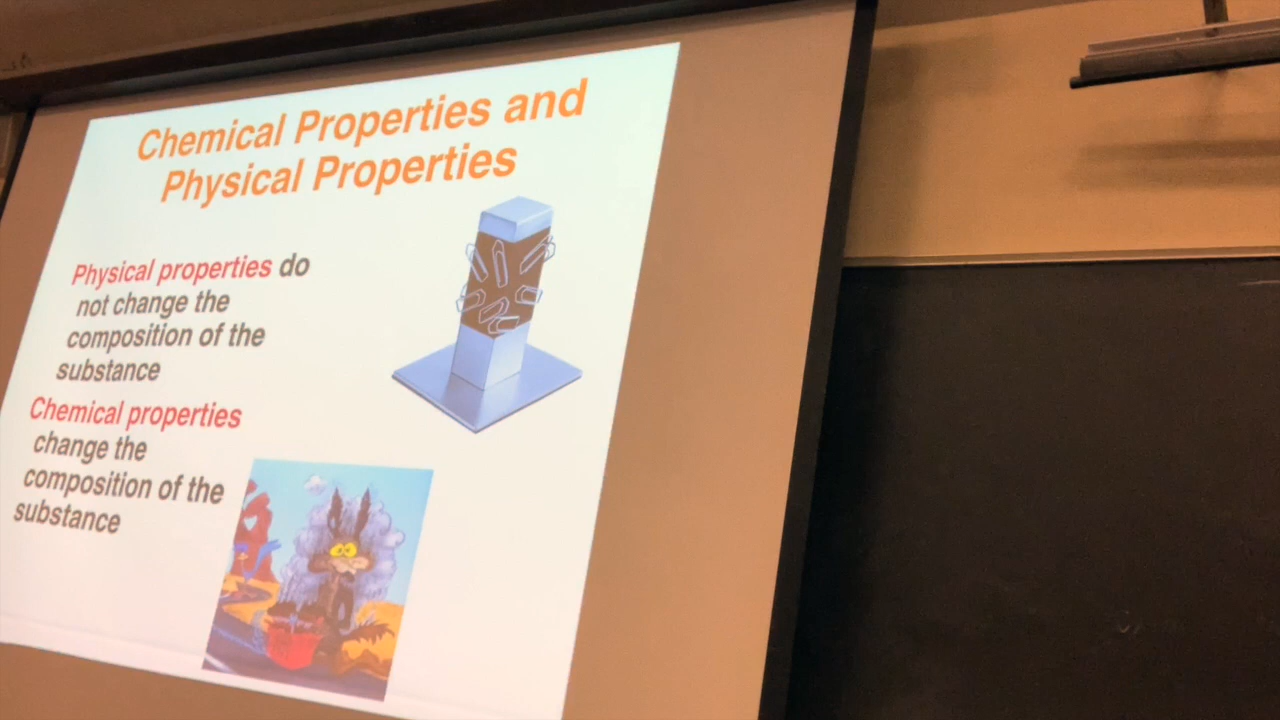 Chemical Properties and
Physical Properties
Physical properties do
not change the
composition of the
substance
Chemical properties
change the
composition of the
substance